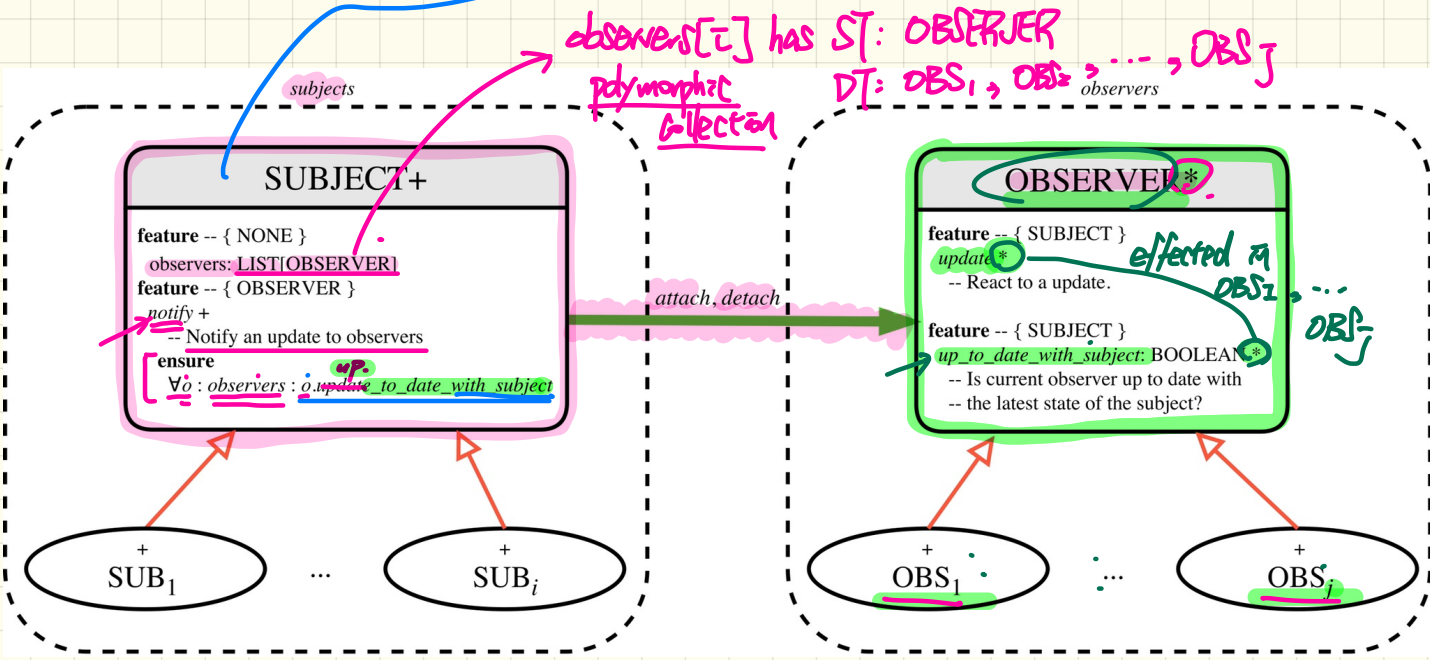 observers[i] has ST: OBSERVER
polymorphic collection
DT: OBS1, OBS2, ..., OBSj
subjects
observers
SUBJECT+
feature -- { NONE }
observers: LIST[OBSERVER]
feature -- { OBSERVER }
notify +
-- Notify an update to observers
ensure
up.
∀o : observers : o.update_to_date_with_subject
attach, detach
OBSERVER*
feature -- { SUBJECT }
update*
-- React to a update.
effected in
OBS1, ...
OBSj
feature -- { SUBJECT }
up_to_date_with_subject: BOOLEAN *
-- Is current observer up to date with
-- the latest state of the subject?
+
SUB1
...
+
SUBi
+
OBS1
...
+
OBSj